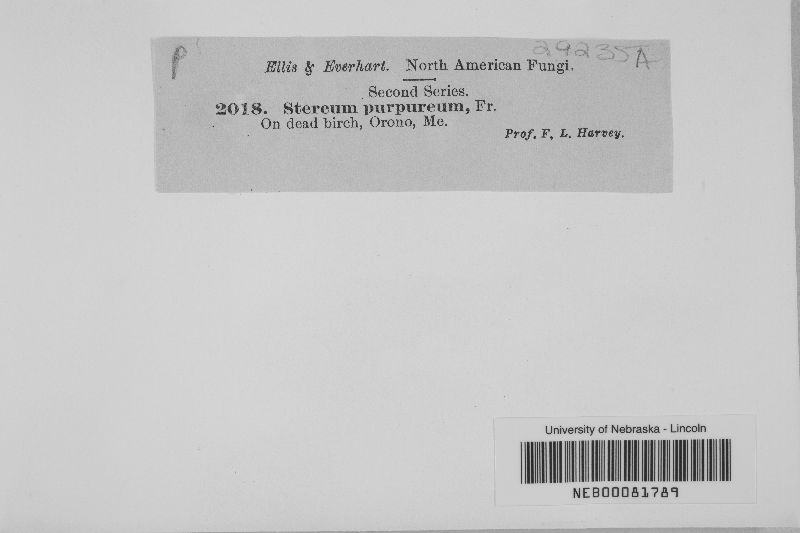 P 29235A
Ellis & Everhart. North American Fungi.
Second Series.
2018. Stereum purpureum, Fr.
On dead birch, Orono, Me.
Prof. F. L. Harvey.
University of Nebraska - Lincoln
NEB00081789